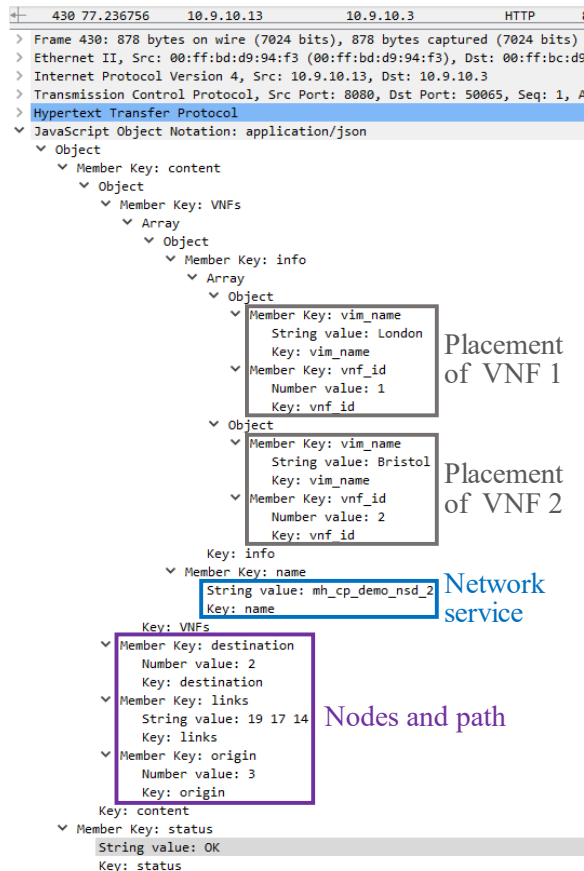 430 77.236756 10.9.10.13 10.9.10.3 HTTP
Frame 430: 878 bytes on wire (7024 bits), 878 bytes captured (7024 bits)
Ethernet II, Src: 00:ff:bd:d9:94:f3 (00:ff:bd:d9:94:f3), Dst: 00:ff:bc:d9
Internet Protocol Version 4, Src: 10.9.10.13, Dst: 10.9.10.3
Transmission Control Protocol, Src Port: 8080, Dst Port: 50065, Seq: 1, A
Hypertext Transfer Protocol
JavaScript Object Notation: application/json
Object
Member Key: content
Object
Member Key: VNFs
Array
Object
Member Key: info
Array
Object
Member Key: vim_name
String value: London
Key: vim_name
Member Key: vnf_id
Number value: 1
Key: vnf_id
Placement
of VNF 1
Object
Member Key: vim_name
String value: Bristol
Key: vim_name
Member Key: vnf_id
Number value: 2
Key: vnf_id
Placement
of VNF 2
Key: info
Member Key: name
String value: mh_cp_demo_nsd_2
Key: name
Network
service
Key: VNFs
Member Key: destination
Number value: 2
Key: destination
Member Key: links
String value: 19 17 14
Key: links
Member Key: origin
Number value: 3
Key: origin
Nodes and path
Key: content
Member Key: status
String value: OK
Key: status